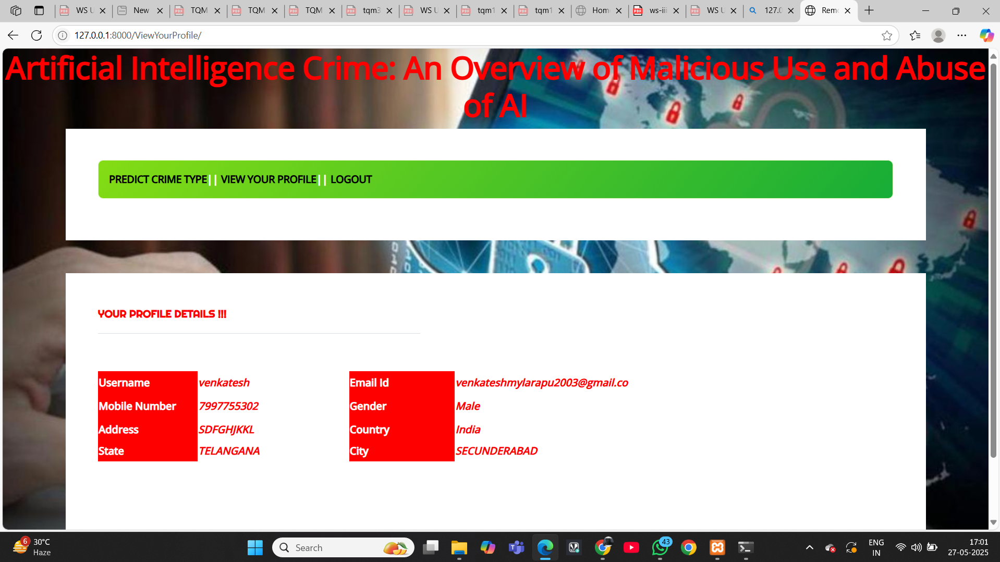 WS U
New
TQM
TQM
TQM
tqm3
WS U
tqm1
tqm1
Hom
ws-iii
WS U
127.0
Remo
127.0.0.1:8000/ViewYourProfile/
Artificial Intelligence Crime: An Overview of Malicious Use and Abuse
of AI
PREDICT CRIME TYPE|| VIEW YOUR PROFILE|| LOGOUT
YOUR PROFILE DETAILS !!!
Username venkatesh Email Id venkateshmylarapu2003@gmail.co
Mobile Number 7997755302 Gender Male
Address SDFGHJKKL Country India
State TELANGANA City SECUNDERABAD
6
30°C
Haze
Search
43
ENG
IN
17:01
27-05-2025